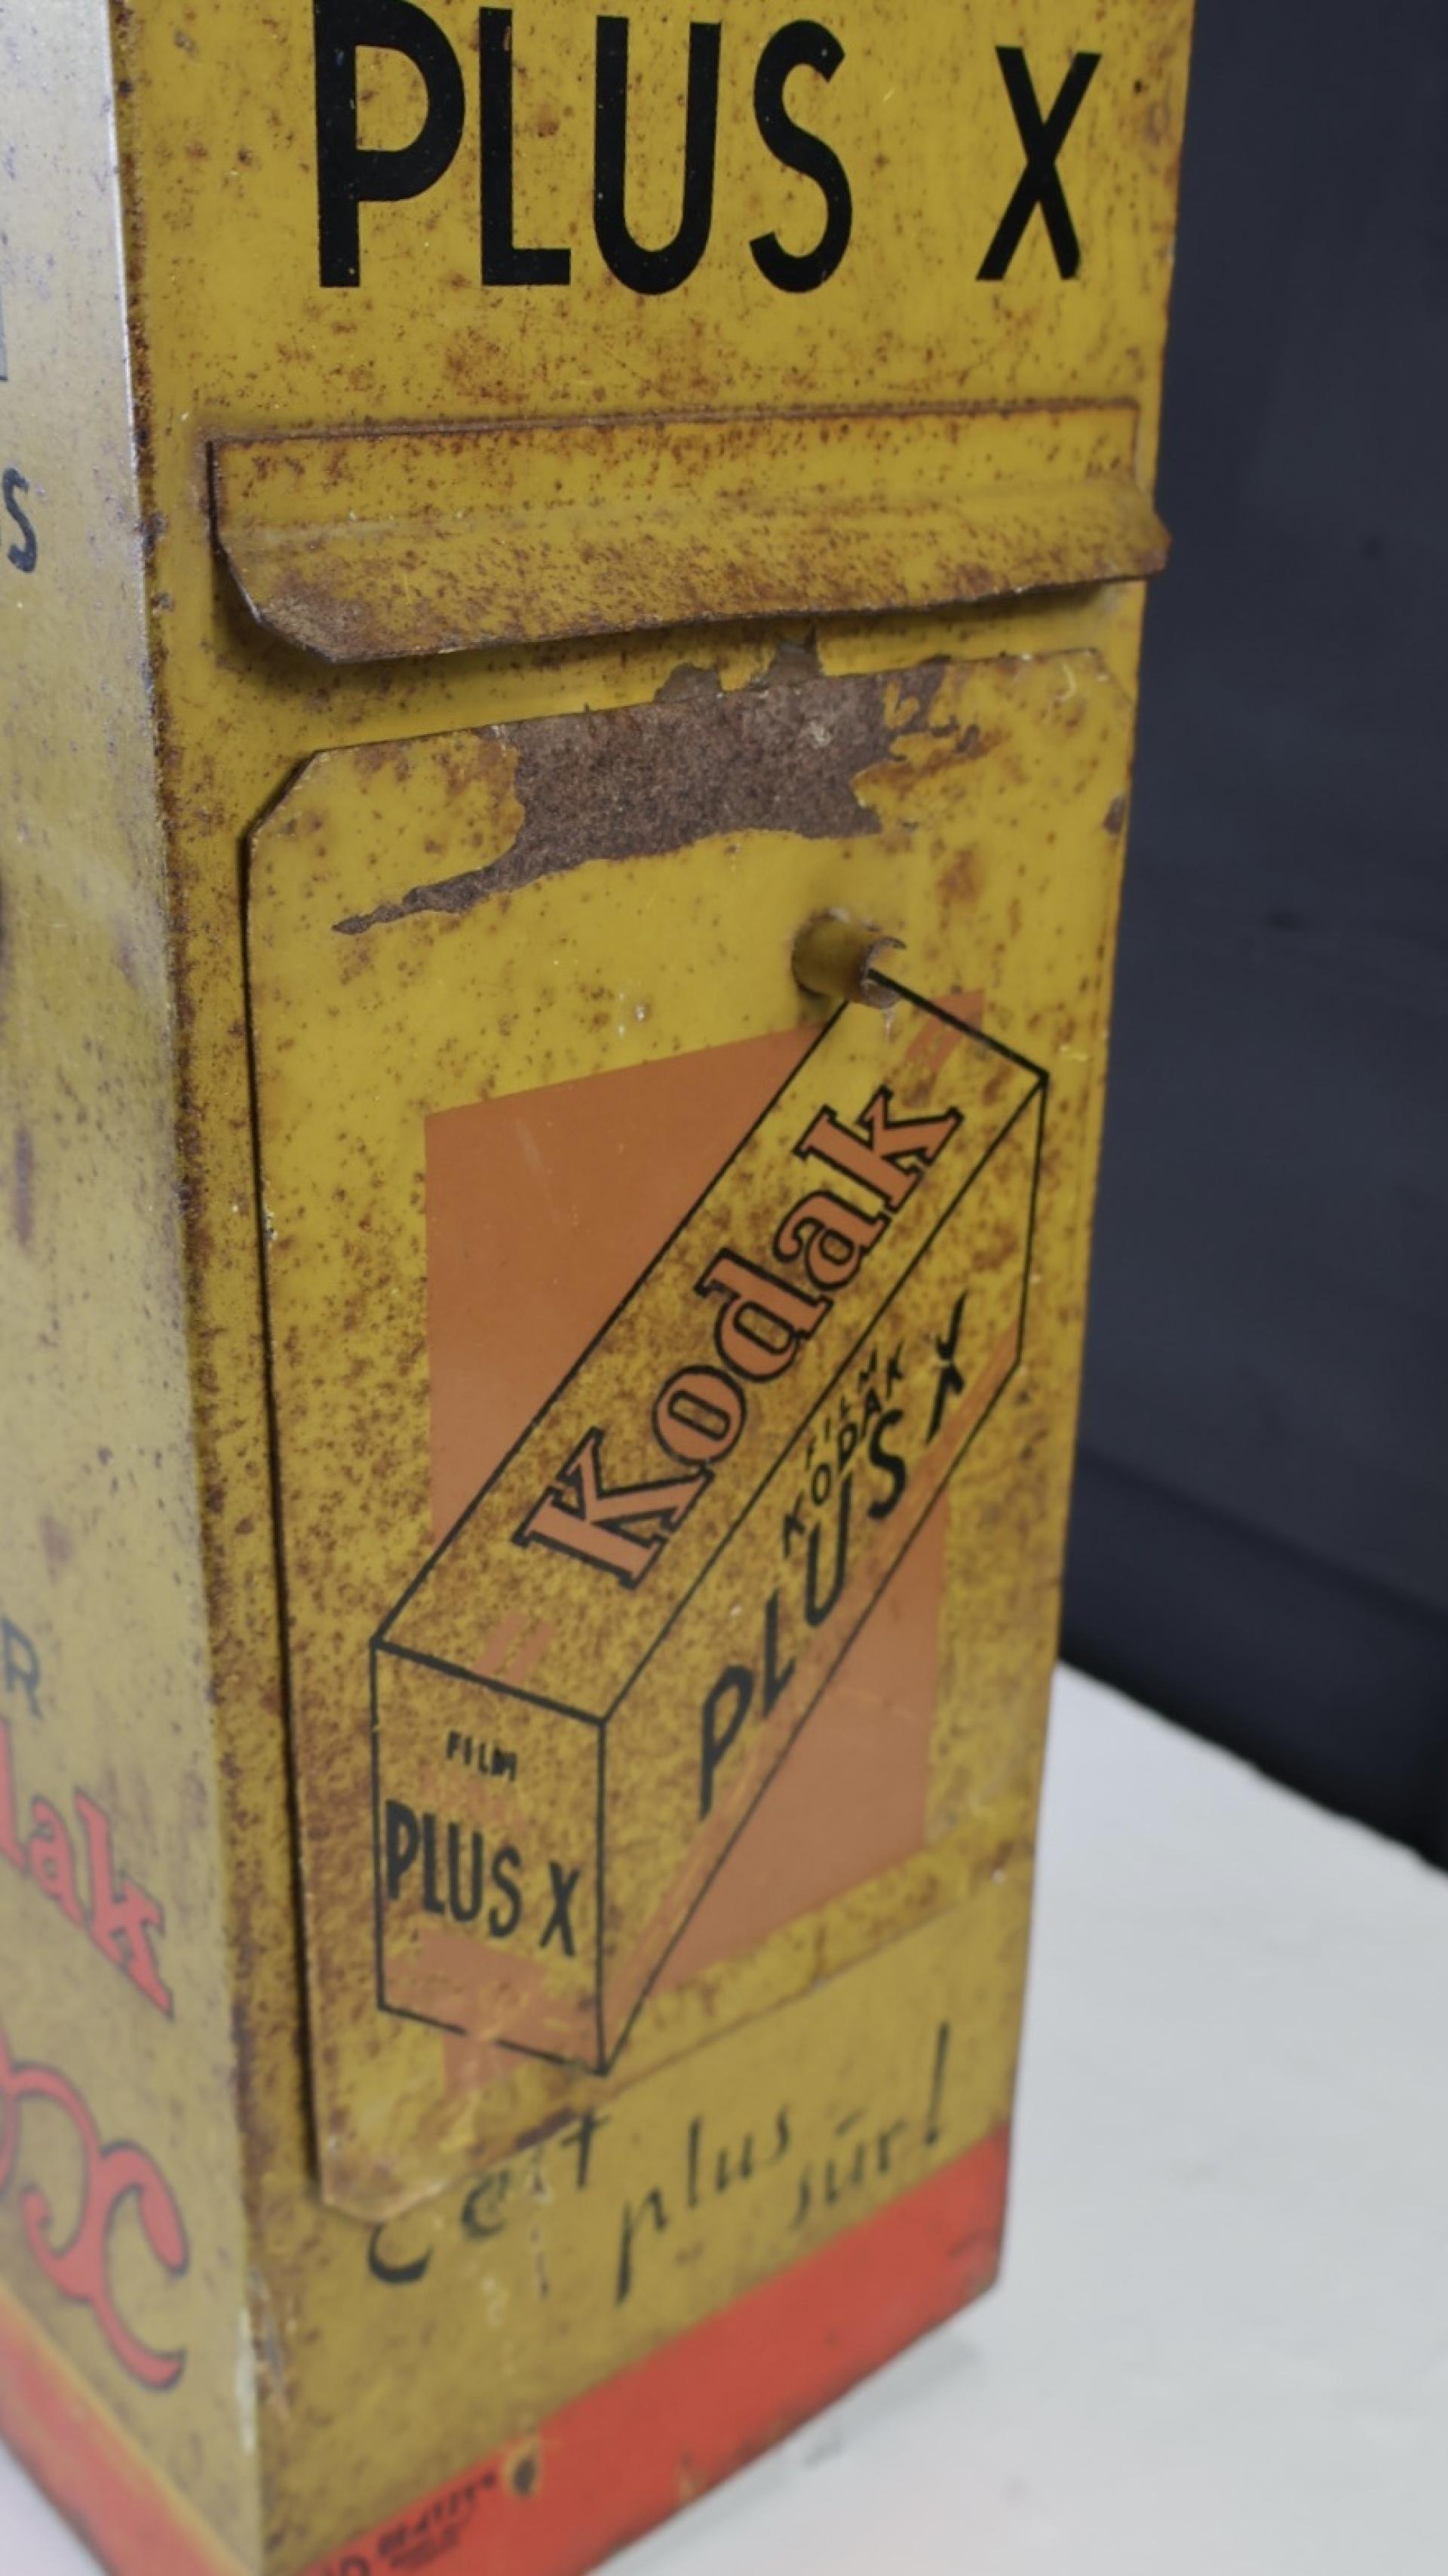 PLUS X
Kodak
FILM
KODAK
PLUS X
FILM
PLUS X
C'est plus
sûr!